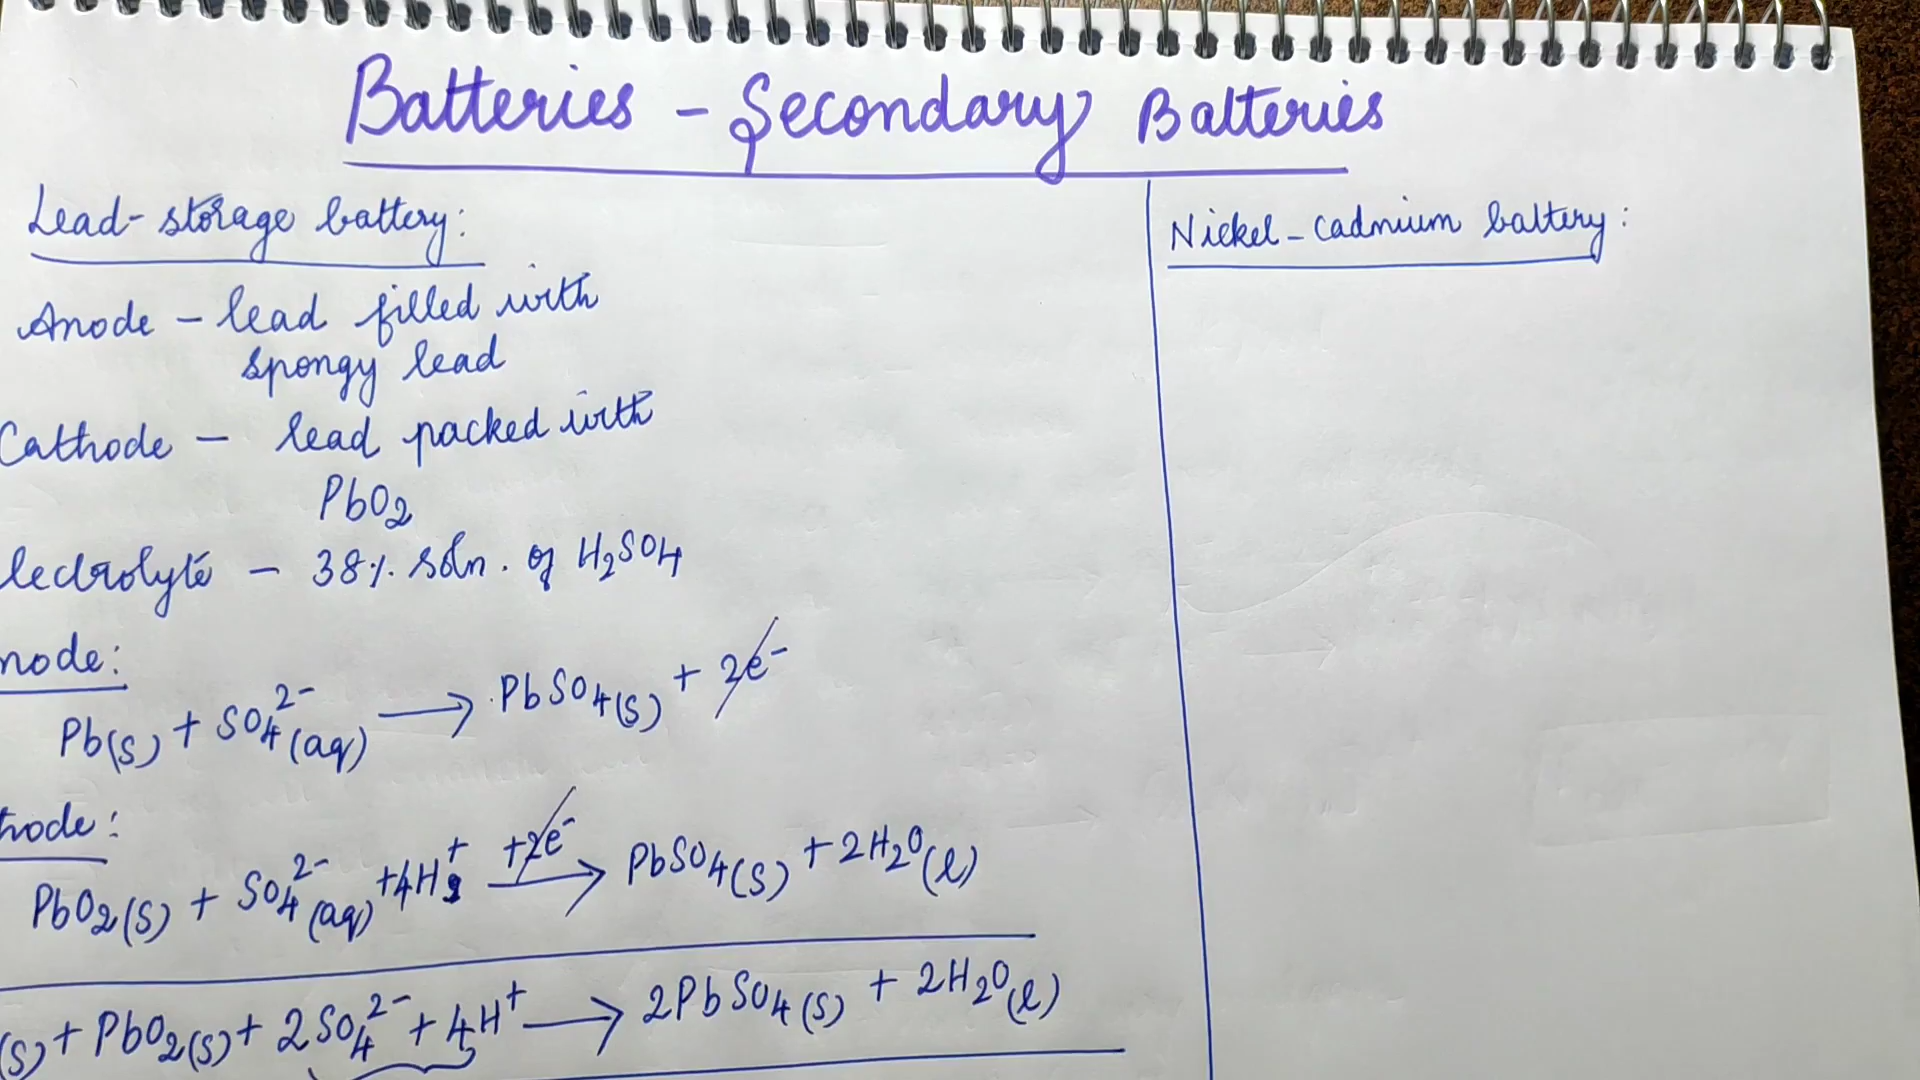 Batteries - Secondary Batteries
Lead-storage battery:
Anode - lead filled with
spongy lead
Cathode - lead packed with
PbO2
lectrolyte - 38% soln. of H2SO4
node:
Pb(s) + SO4^2-(aq) → PbSO4(s) + 2e-
hode:
PbO2(s) + SO4^2-(aq) + 4H+ +2e- → PbSO4(s) + 2H2O(l)
(s) + PbO2(s) + 2SO4^2- + 4H+ → 2PbSO4(s) + 2H2O(l)
Nickel-cadmium battery: